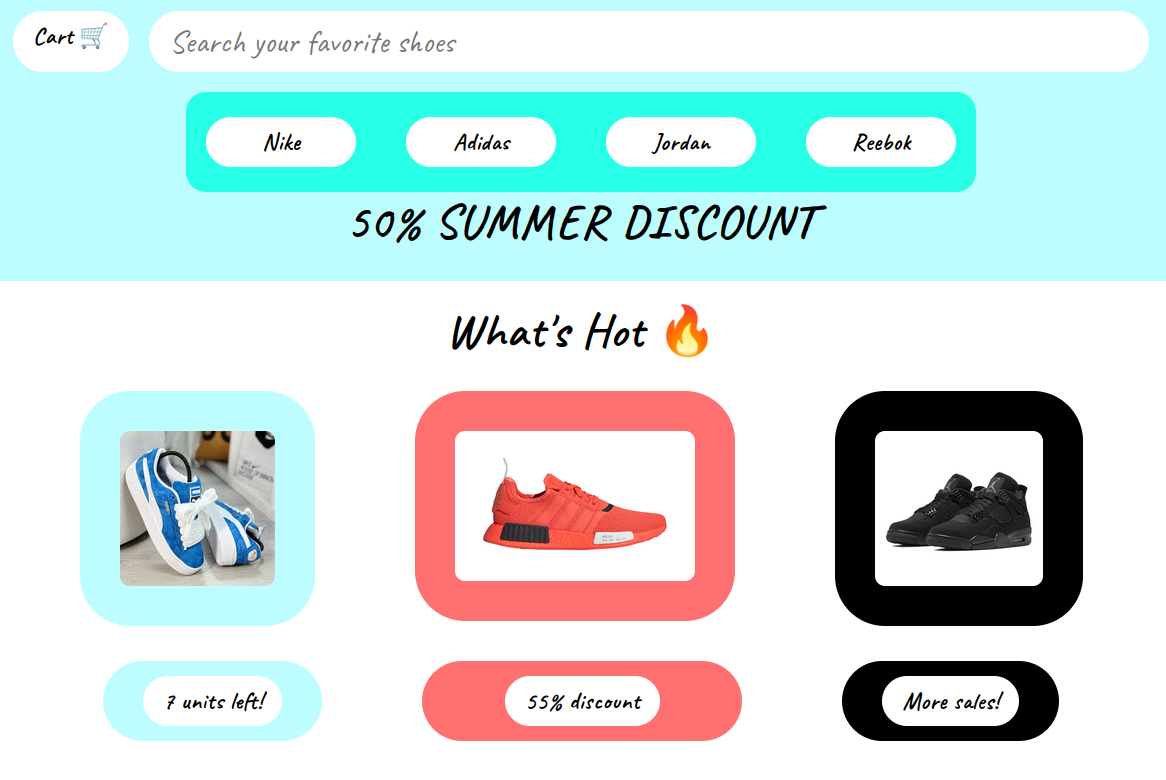 Cart 🛒
Search your favorite shoes
Nike
Adidas
Jordan
Reebok
50% SUMMER DISCOUNT
What's Hot 🔥
7 units left!
55% discount
More sales!